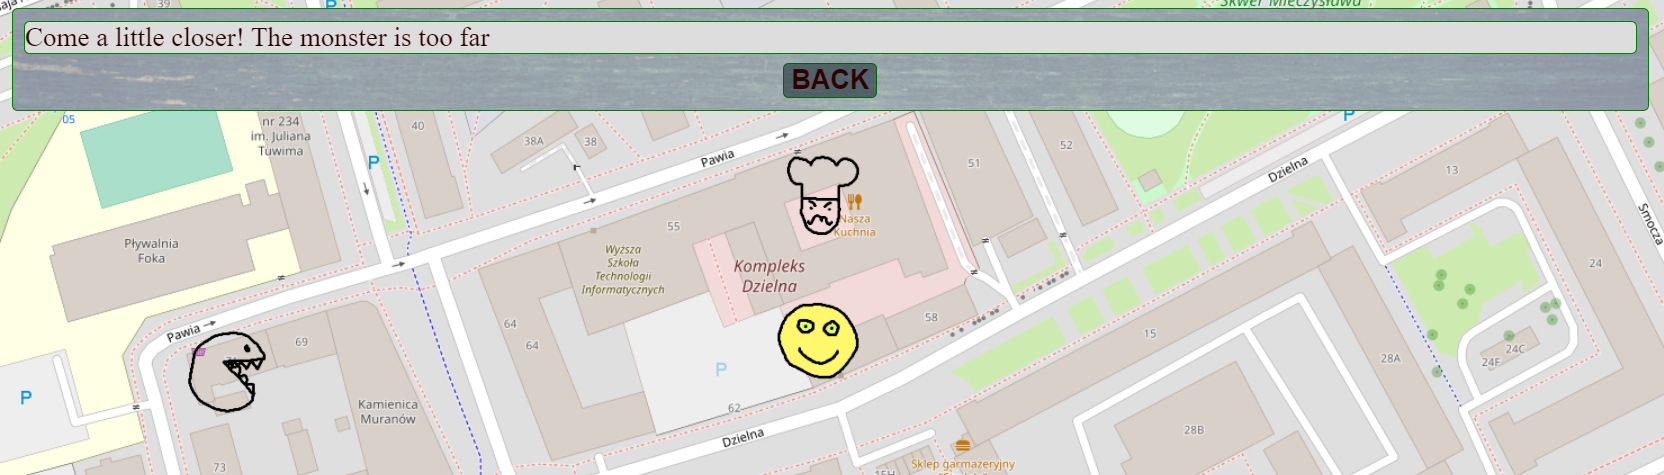 39
Skwer Mieczysława
Come a little closer! The monster is too far
BACK
05
nr 234
im. Juliana
Tuwima
P
P
P
40
38A
38
Pawia
51
52
Dzielna
13
Smocza
24
55
Nasza
Kuchnia
Pływalnia
Foka
Wyższa
Szkoła
Technologii
Informatycznych
Kompleks
Dzielna
58
64
64
Pawia
69
15
28A
24C
24F
P
P
Kamienica
Muranów
62
Dzielna
28B
Sklep garmażeryjny
73
15H